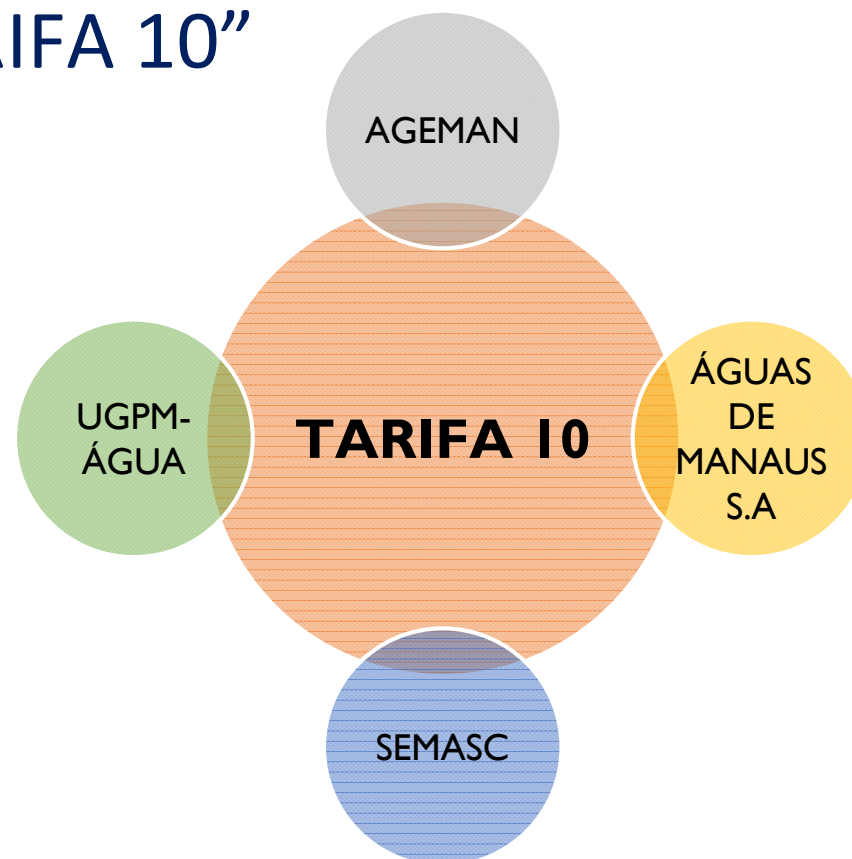 AIFA 10”
AGEMAN
UGPM-
ÁGUA
TARIFA 10
ÁGUAS
DE
MANAUS
S.A
SEMASC